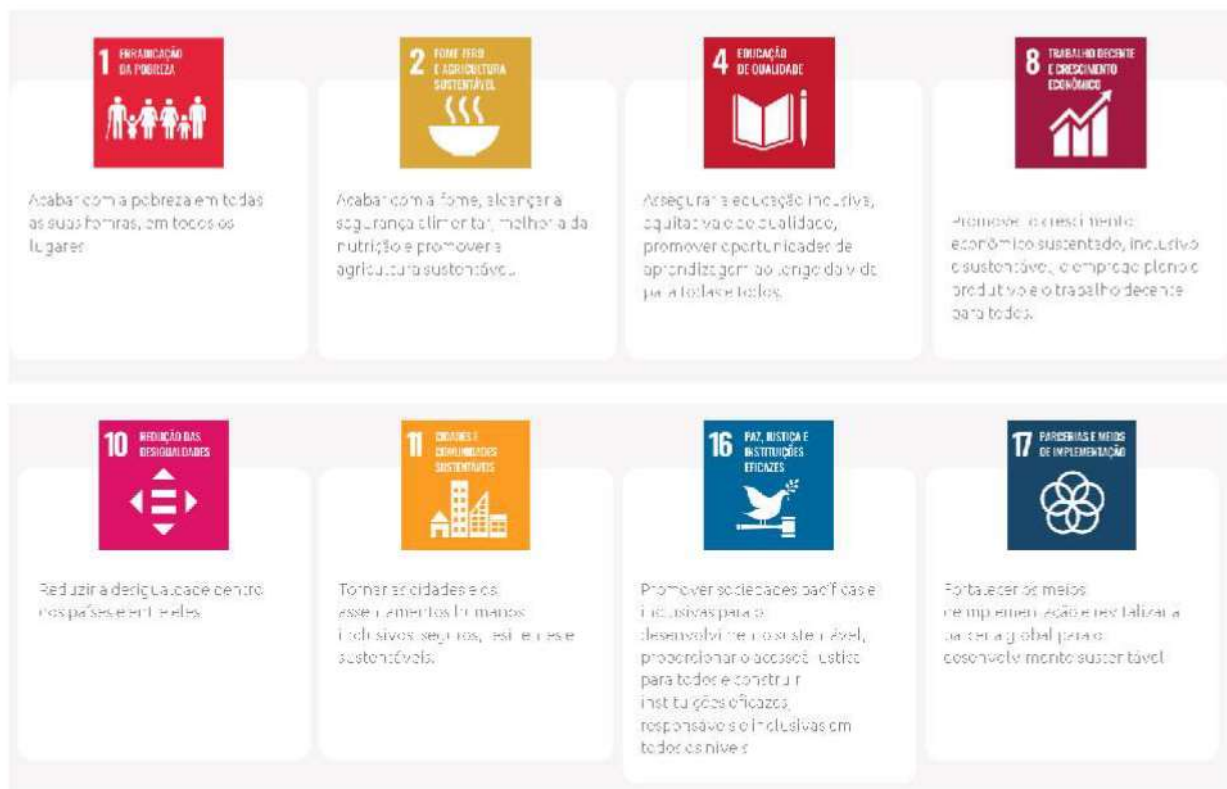 1 ERRADICAÇÃO
DA POBREZA
Acabar com a pobreza em todas
as suas formas, em todos os
lugares
2 FOME ZERO
E AGRICULTURA
SUSTENTÁVEL
Acabar com a fome, alcançar a
segurança alimentar, melhoria da
nutrição e promover a
agricultura sustentável.
4 EDUCAÇÃO
DE QUALIDADE
Assegurar a educação inclusiva,
equitativa e de qualidade,
promover oportunidades de
aprendizagem ao longo da vida
para todas e todos.
8 TRABALHO DECENTE
E CRESCIMENTO
ECONÔMICO
Promover o crescimento
econômico sustentado, inclusivo
e sustentável, o emprego pleno e
produtivo e o trabalho decente
para todos.
10 REDUÇÃO DAS
DESIGUALDADES
Reduzir a desigualdade dentro
dos países e entre eles
11 CIDADES E
COMUNIDADES
SUSTENTÁVEIS
Tornar as cidades e os
assentamentos humanos
inclusivos, seguros, resilientes e
sustentáveis.
16 PAZ, JUSTIÇA E
INSTITUIÇÕES
EFICAZES
Promover sociedades pacíficas e
inclusivas para o
desenvolvimento sustentável,
proporcionar o acesso à justiça
para todos e construir
instituições eficazes,
responsáveis e inclusivas em
todos os níveis
17 PARCERIAS E MEIOS
DE IMPLEMENTAÇÃO
Fortalecer os meios
de implementação e revitalizar a
parceria global para o
desenvolvimento sustentável